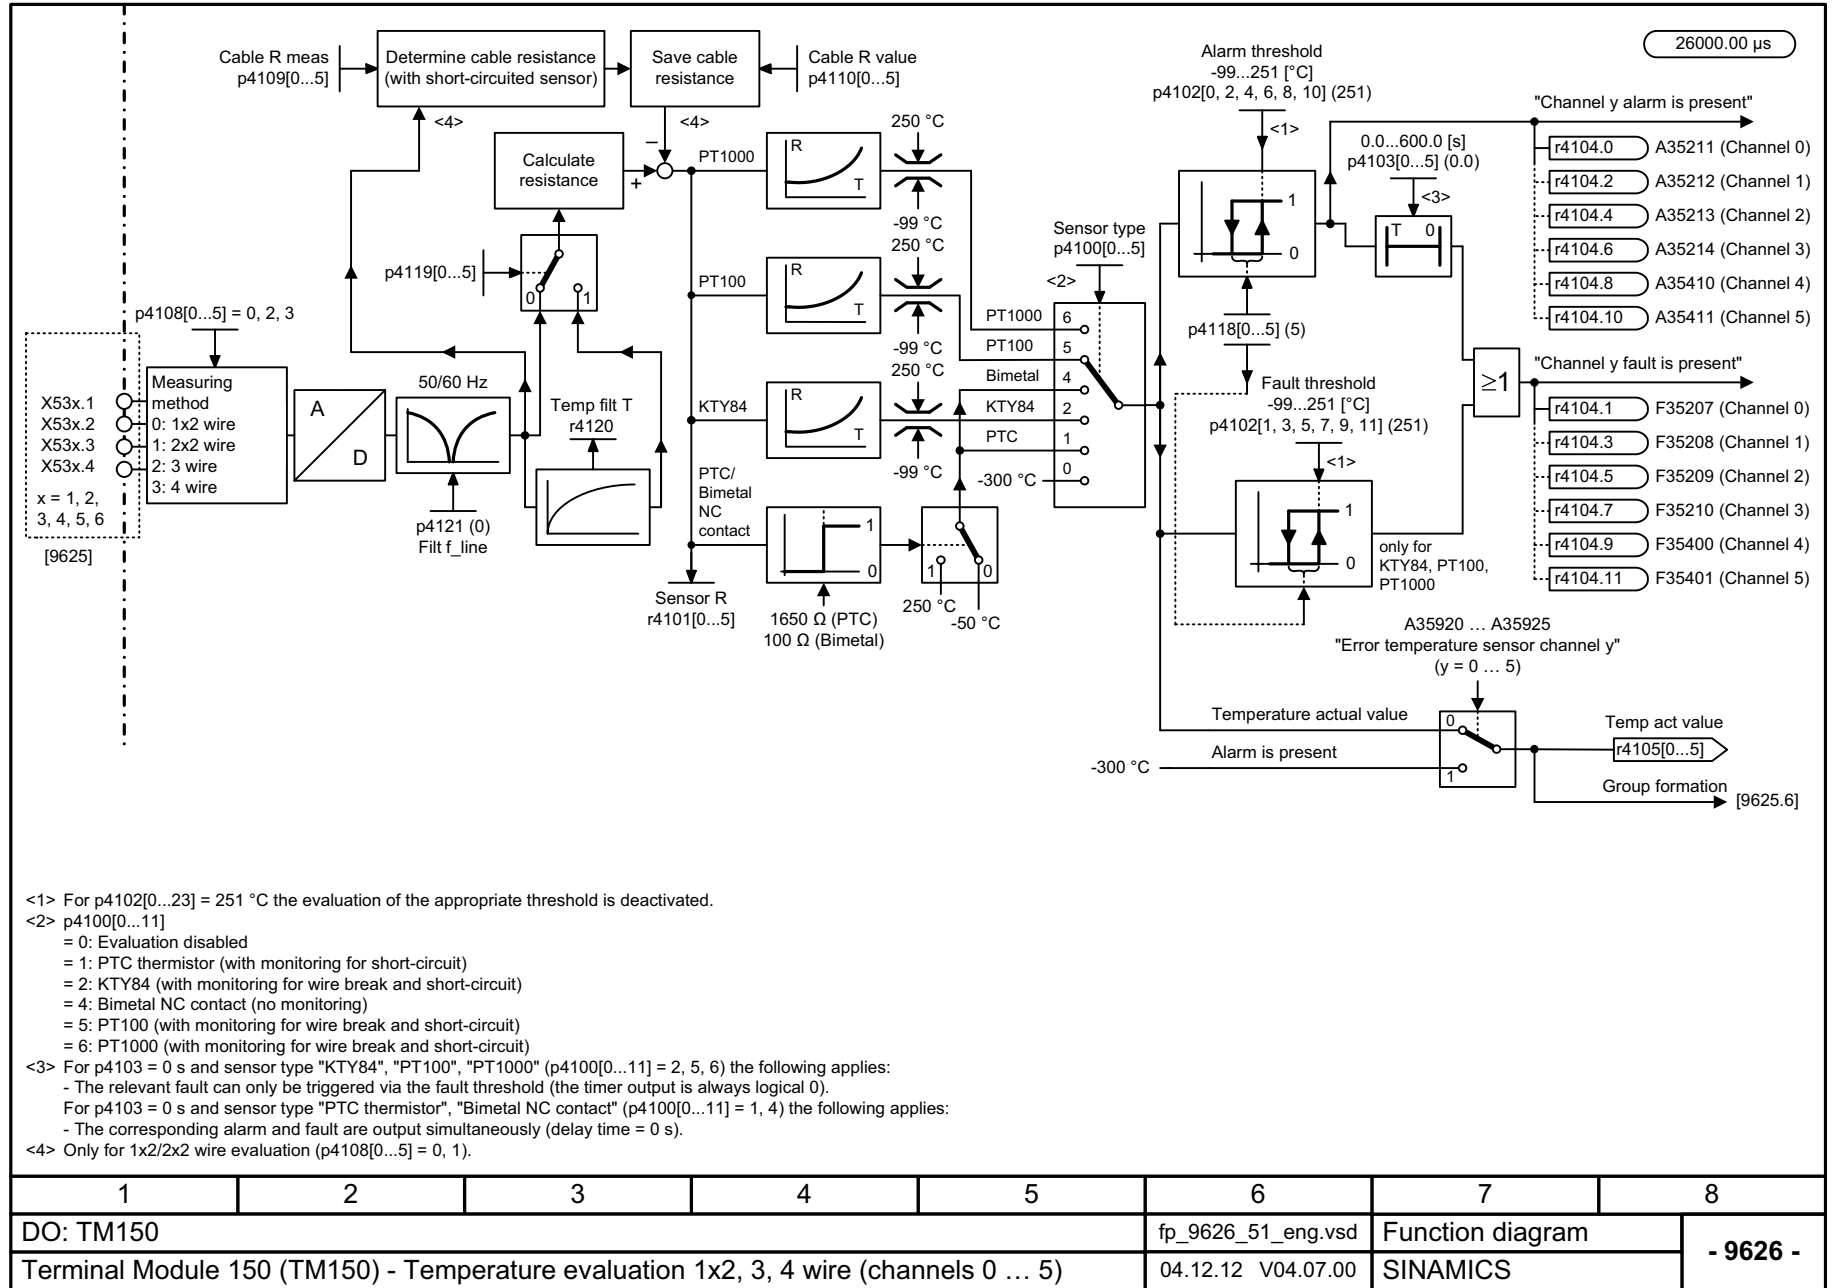 26000.00 µs
Cable R meas
p4109[0...5]
Determine cable resistance
(with short-circuited sensor)
Save cable
resistance
Cable R value
p4110[0...5]
<4>
<4>
Calculate
resistance
–
+
p4119[0...5]
0
1
p4108[0...5] = 0, 2, 3
X53x.1
X53x.2
X53x.3
X53x.4
x = 1, 2,
3, 4, 5, 6
[9625]
Measuring
method
0: 1x2 wire
1: 2x2 wire
2: 3 wire
3: 4 wire
A
D
50/60 Hz
p4121 (0)
Filt f_line
Temp filt T
r4120
PT1000
R
T
250 °C
-99 °C
PT100
R
T
250 °C
-99 °C
KTY84
R
T
250 °C
-99 °C
PTC/
Bimetal
NC
contact
1
0
1650 Ω (PTC)
100 Ω (Bimetal)
Sensor R
r4101[0...5]
1
0
250 °C
-50 °C
Sensor type
p4100[0...5]
<2>
PT1000
6
PT100
5
Bimetal
4
KTY84
2
PTC
1
-300 °C
0
Alarm threshold
-99...251 [°C]
p4102[0, 2, 4, 6, 8, 10] (251)
<1>
1
0
p4118[0...5] (5)
0.0...600.0 [s]
p4103[0...5] (0.0)
<3>
T
0
Fault threshold
-99...251 [°C]
p4102[1, 3, 5, 7, 9, 11] (251)
<1>
1
0
only for
KTY84, PT100,
PT1000
≥1
"Channel y alarm is present"
r4104.0 A35211 (Channel 0)
r4104.2 A35212 (Channel 1)
r4104.4 A35213 (Channel 2)
r4104.6 A35214 (Channel 3)
r4104.8 A35410 (Channel 4)
r4104.10 A35411 (Channel 5)
"Channel y fault is present"
r4104.1 F35207 (Channel 0)
r4104.3 F35208 (Channel 1)
r4104.5 F35209 (Channel 2)
r4104.7 F35210 (Channel 3)
r4104.9 F35400 (Channel 4)
r4104.11 F35401 (Channel 5)
A35920 … A35925
"Error temperature sensor channel y"
(y = 0 … 5)
Temperature actual value
0
-300 °C
Alarm is present
1
Temp act value
r4105[0...5]
Group formation
[9625.6]
<1> For p4102[0...23] = 251 °C the evaluation of the appropriate threshold is deactivated.
<2> p4100[0...11]
= 0: Evaluation disabled
= 1: PTC thermistor (with monitoring for short-circuit)
= 2: KTY84 (with monitoring for wire break and short-circuit)
= 4: Bimetal NC contact (no monitoring)
= 5: PT100 (with monitoring for wire break and short-circuit)
= 6: PT1000 (with monitoring for wire break and short-circuit)
<3> For p4103 = 0 s and sensor type "KTY84", "PT100", "PT1000" (p4100[0...11] = 2, 5, 6) the following applies:
- The relevant fault can only be triggered via the fault threshold (the timer output is always logical 0).
For p4103 = 0 s and sensor type "PTC thermistor", "Bimetal NC contact" (p4100[0...11] = 1, 4) the following applies:
- The corresponding alarm and fault are output simultaneously (delay time = 0 s).
<4> Only for 1x2/2x2 wire evaluation (p4108[0...5] = 0, 1).
1 2 3 4 5 6 7 8
DO: TM150
fp_9626_51_eng.vsd
Function diagram
- 9626 -
Terminal Module 150 (TM150) - Temperature evaluation 1x2, 3, 4 wire (channels 0 … 5)
04.12.12 V04.07.00
SINAMICS